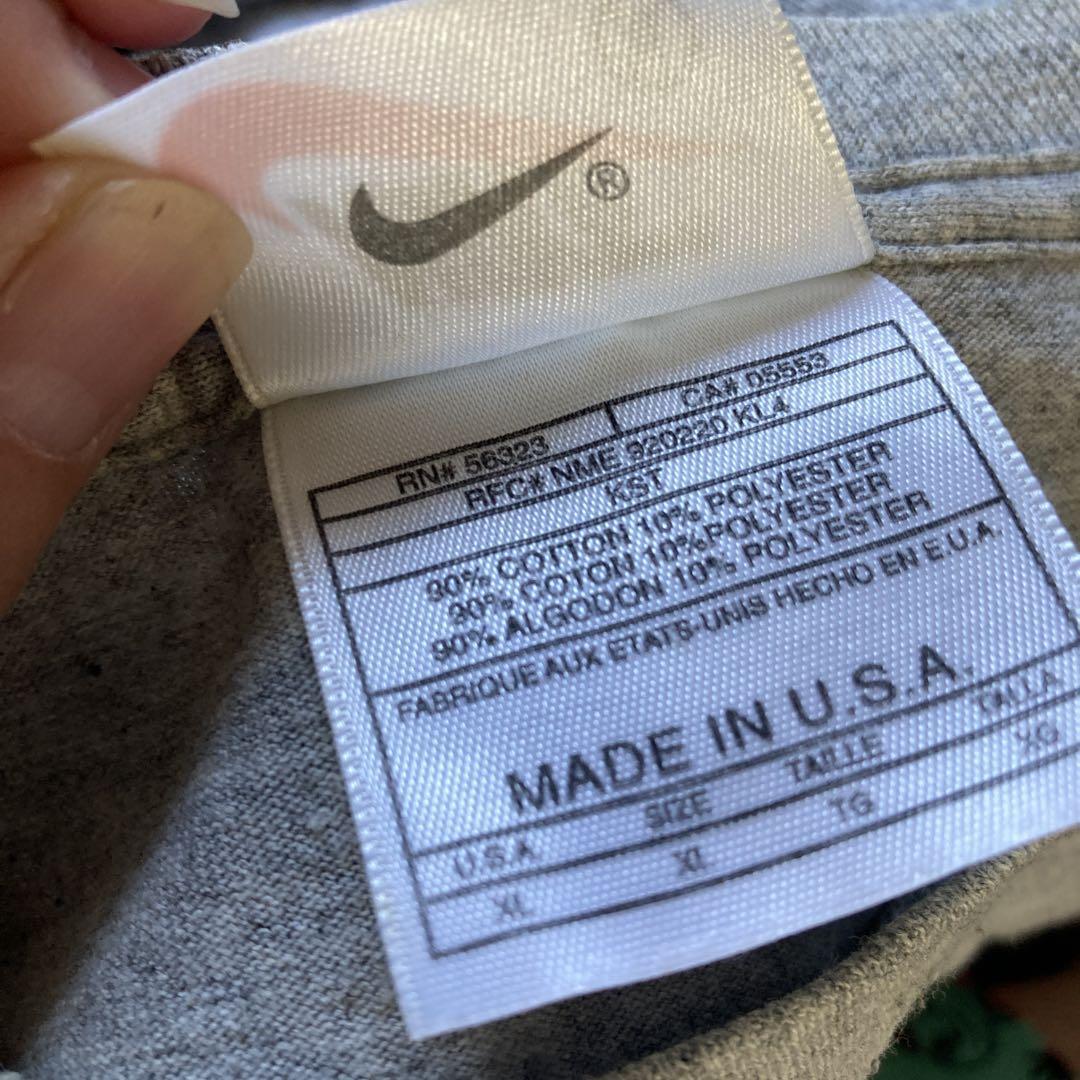 ®
RN# 56323 CA# 05553
RFC# NME 920220 KL4
KST
90% COTTON 10% POLYESTER
90% COTON 10% POLYESTER
90% ALGODON 10% POLYESTER
FABRIQUE AUX ETATS-UNIS HECHO EN E.U.A.
MADE IN U.S.A.
U.S.A SIZE TAILLE TALLA
XL XL TG XG